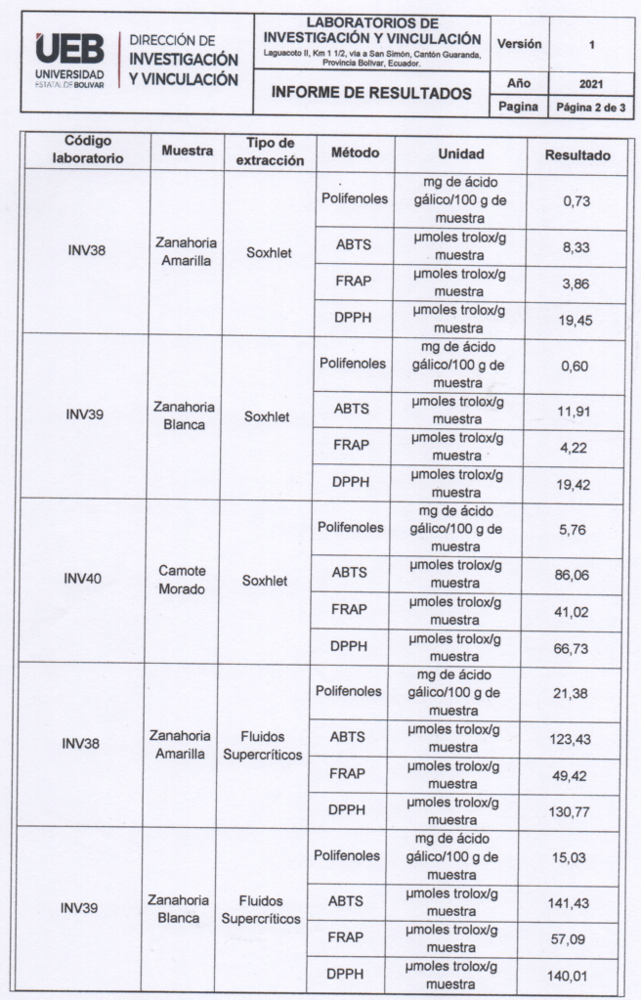 UEB
UNIVERSIDAD
ESTATAL DE BOLIVAR
DIRECCIÓN DE
INVESTIGACIÓN
Y VINCULACIÓN
LABORATORIOS DE
INVESTIGACIÓN Y VINCULACIÓN
Laguacoto II, Km 1 1/2, vía a San Simón, Cantón Guaranda,
Provincia Bolívar, Ecuador.
INFORME DE RESULTADOS
Versión 1
Año 2021
Pagina Página 2 de 3
Código
laboratorio
Muestra
Tipo de
extracción
Método
Unidad
Resultado
INV38
Zanahoria
Amarilla
Soxhlet
Polifenoles
mg de ácido
gálico/100 g de
muestra
0,73
ABTS
µmoles trolox/g
muestra
8,33
FRAP
µmoles trolox/g
muestra
3,86
DPPH
µmoles trolox/g
muestra
19,45
INV39
Zanahoria
Blanca
Soxhlet
Polifenoles
mg de ácido
gálico/100 g de
muestra
0,60
ABTS
µmoles trolox/g
muestra
11,91
FRAP
µmoles trolox/g
muestra
4,22
DPPH
µmoles trolox/g
muestra
19,42
INV40
Camote
Morado
Soxhlet
Polifenoles
mg de ácido
gálico/100 g de
muestra
5,76
ABTS
µmoles trolox/g
muestra
86,06
FRAP
µmoles trolox/g
muestra
41,02
DPPH
µmoles trolox/g
muestra
66,73
INV38
Zanahoria
Amarilla
Fluidos
Supercríticos
Polifenoles
mg de ácido
gálico/100 g de
muestra
21,38
ABTS
µmoles trolox/g
muestra
123,43
FRAP
µmoles trolox/g
muestra
49,42
DPPH
µmoles trolox/g
muestra
130,77
INV39
Zanahoria
Blanca
Fluidos
Supercríticos
Polifenoles
mg de ácido
gálico/100 g de
muestra
15,03
ABTS
µmoles trolox/g
muestra
141,43
FRAP
µmoles trolox/g
muestra
57,09
DPPH
µmoles trolox/g
muestra
140,01